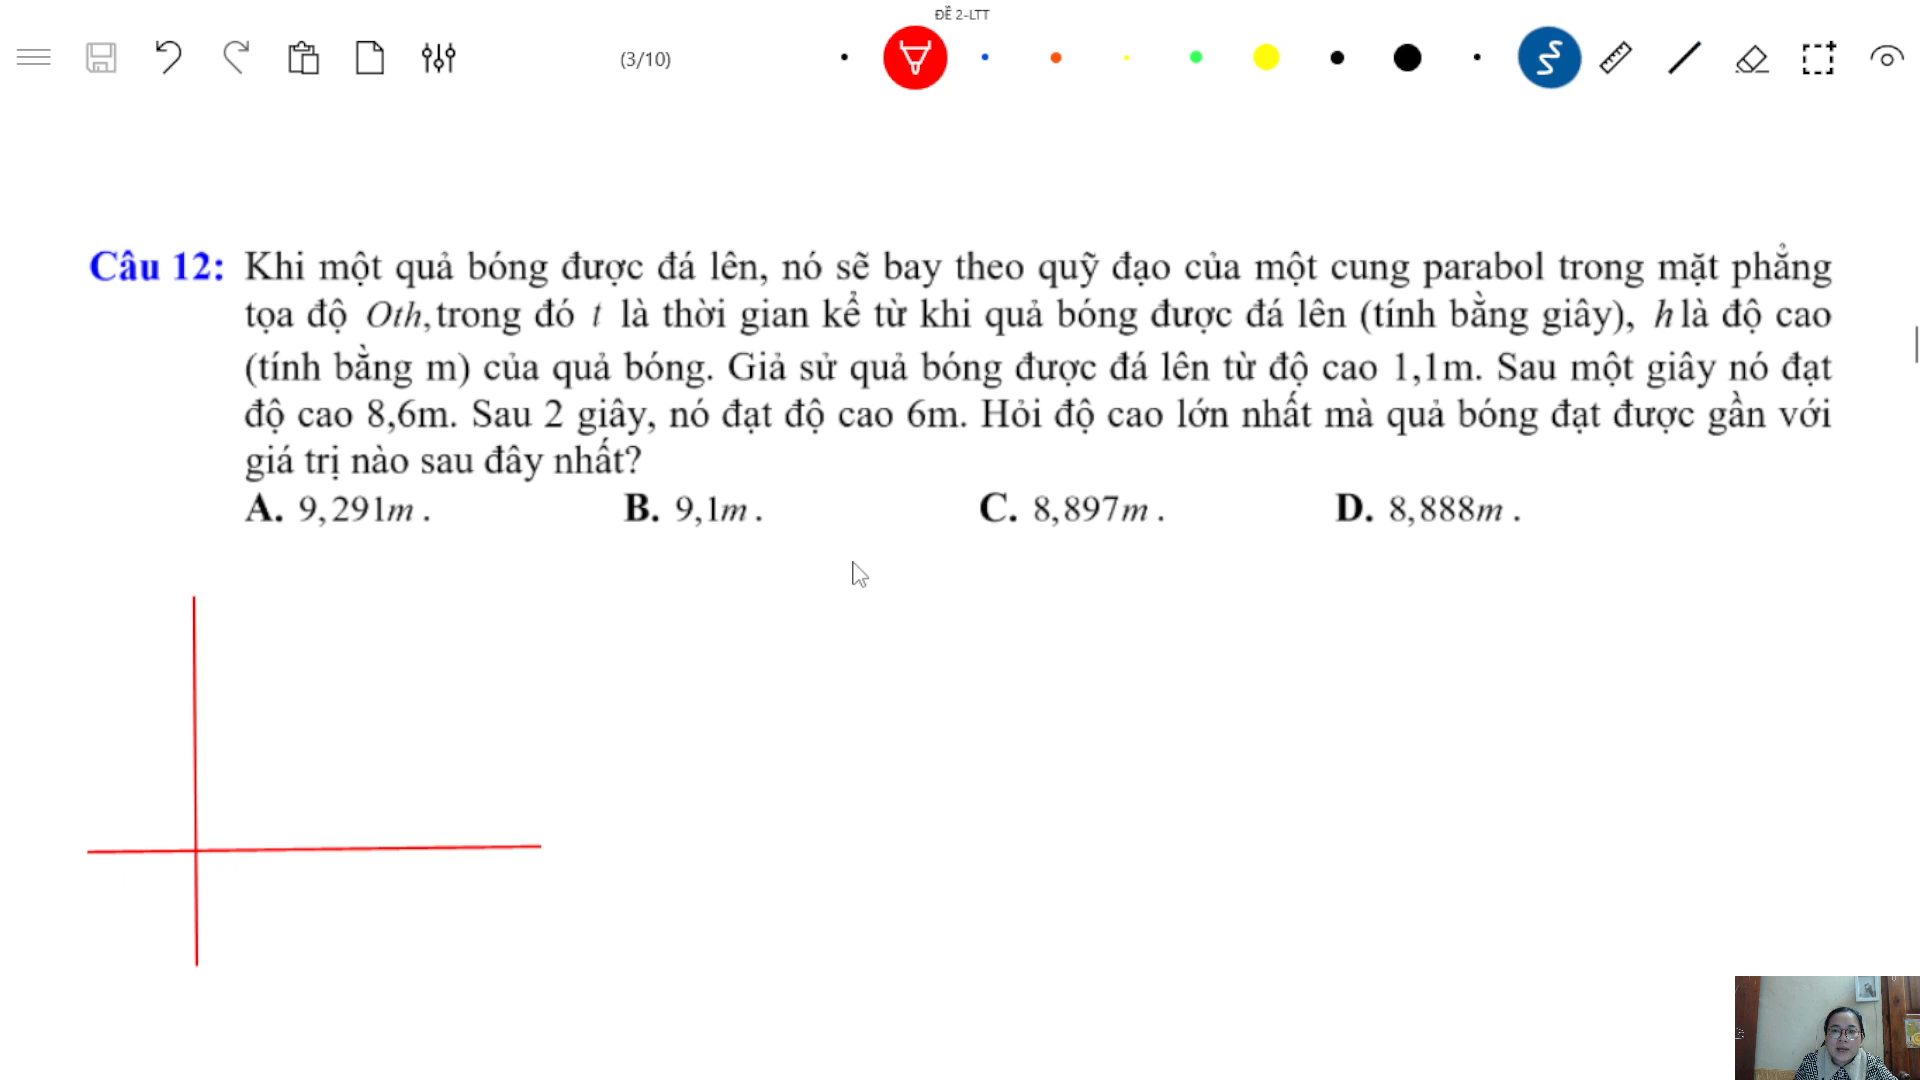 ĐỀ 2-LTT
(3/10)
Câu 12: Khi một quả bóng được đá lên, nó sẽ bay theo quỹ đạo của một cung parabol trong mặt phẳng
tọa độ Oth, trong đó t là thời gian kể từ khi quả bóng được đá lên (tính bằng giây), h là độ cao
(tính bằng m) của quả bóng. Giả sử quả bóng được đá lên từ độ cao 1,1m. Sau một giây nó đạt
độ cao 8,6m. Sau 2 giây, nó đạt độ cao 6m. Hỏi độ cao lớn nhất mà quả bóng đạt được gần với
giá trị nào sau đây nhất?
A. 9,291m . B. 9,1m . C. 8,897m . D. 8,888m .